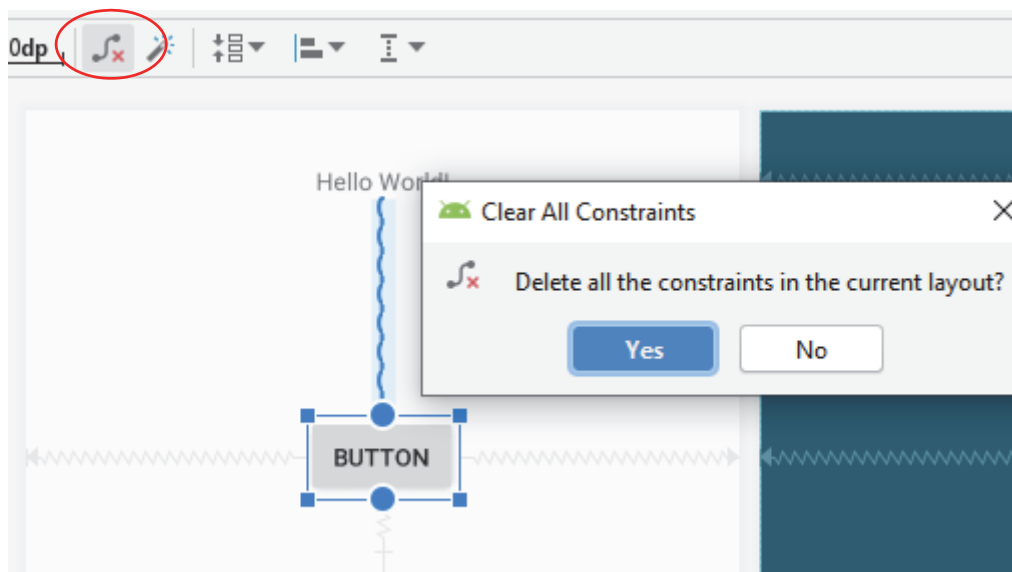 0dp
Hello World!
Clear All Constraints
Delete all the constraints in the current layout?
Yes
No
BUTTON